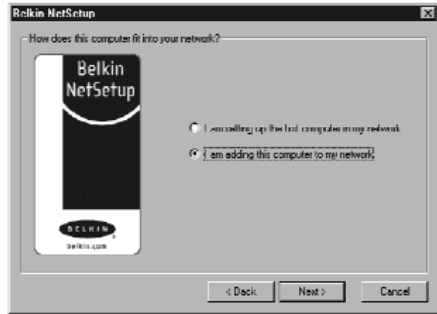 Belkin NetSetup
How does this computer fit into your network?
Belkin
NetSetup
I am setting up the first computer in my network
I am adding this computer to my network
BELKIN
belkin.com
< Back
Next >
Cancel